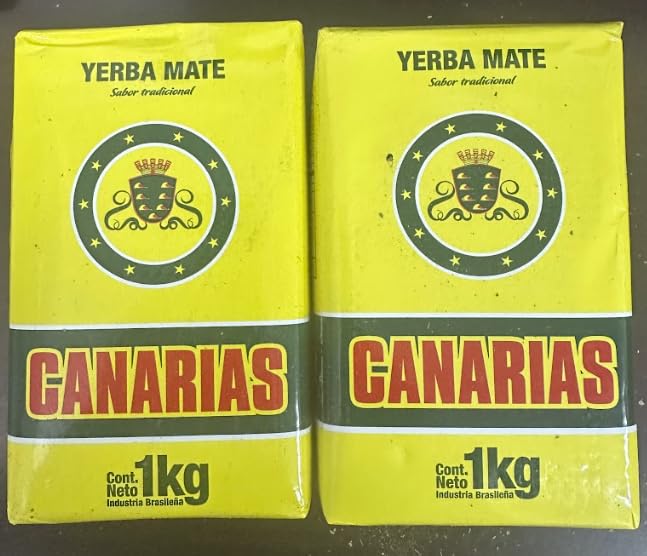 YERBA MATE
Sabor tradicional
CANARIAS
Cont.
Neto 1kg
Industria Brasileña
YERBA MATE
Sabor tradicional
CANARIAS
Cont.
Neto 1kg
Industria Brasileña